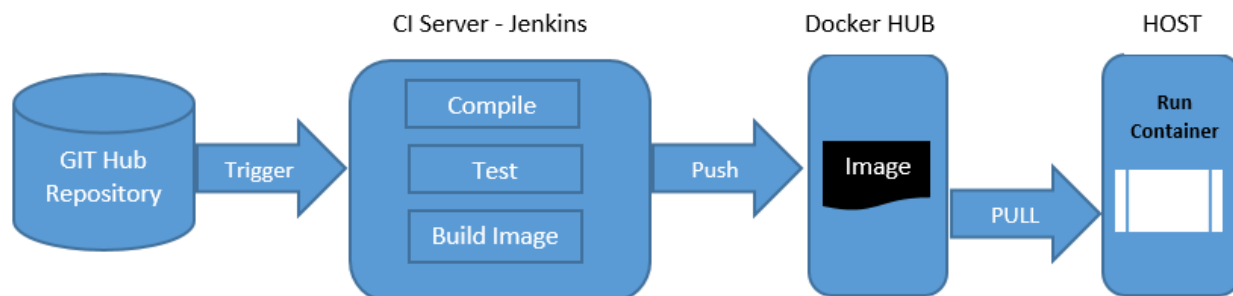 CI Server - Jenkins
Docker HUB
HOST
GIT Hub
Repository
Trigger
Compile
Test
Build Image
Push
Image
PULL
Run
Container